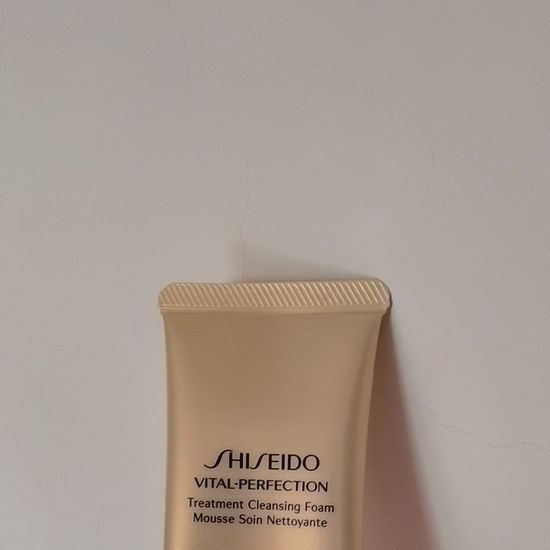 SHISEIDO
VITAL-PERFECTION
Treatment Cleansing Foam
Mousse Soin Nettoyante